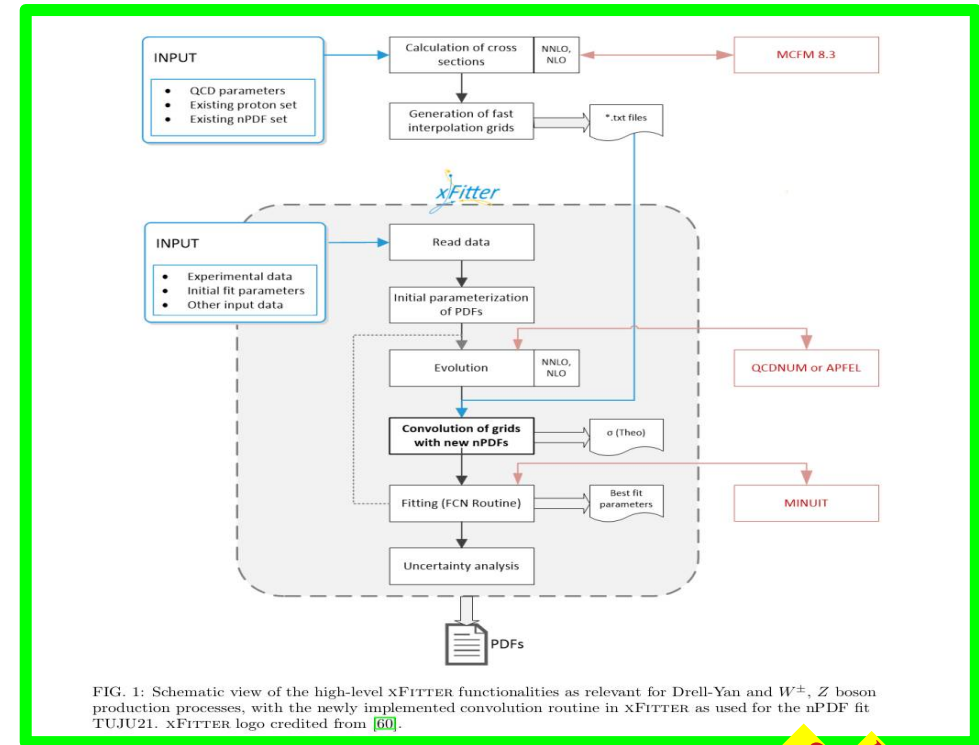 INPUT
• QCD parameters
• Existing proton set
• Existing nPDF set
Calculation of cross
sections
NNLO,
NLO
MCFM 8.3
Generation of fast
interpolation grids
*.txt files
xFitter
INPUT
• Experimental data
• Initial fit parameters
• Other input data
Read data
Initial parameterization
of PDFs
Evolution
NNLO,
NLO
QCDNUM or APFEL
Convolution of grids
with new nPDFs
σ (Theo)
Fitting (FCN Routine)
Best fit
parameters
MINUIT
Uncertainty analysis
PDFs
FIG. 1: Schematic view of the high-level XFITTER functionalities as relevant for Drell-Yan and W±, Z boson
production processes, with the newly implemented convolution routine in XFITTER as used for the nPDF fit
TUJU21. XFITTER logo credited from [60].